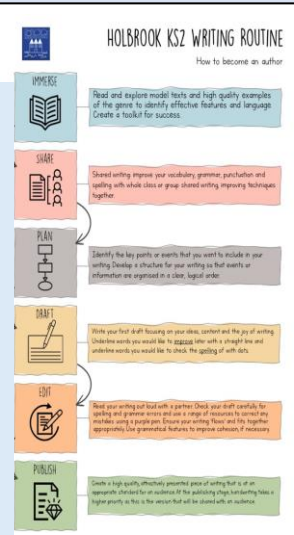 HOLBROOK KS2 WRITING ROUTINE
How to become an author
IMMERSE
Read and explore model texts and high quality examples
of the genre to identify effective features and language.
Create a toolkit for success.
SHARE
Shared writing: improve your vocabulary, grammar, punctuation and
spelling with whole class or group shared writing, improving techniques
together.
PLAN
Identify the key points or events that you want to include in your
writing. Develop a structure for your writing so that events or
information are organised in a clear, logical order.
DRAFT
Write your first draft focusing on your ideas, content and the joy of writing.
Underline words you would like to improve later with a straight line and
underline words you would like to check the spelling of with dots.
EDIT
Read your writing out loud with a partner. Check your draft carefully for
spelling and grammar errors and use a range of resources to correct any
mistakes using a purple pen. Ensure your writing 'flows' and fits together
appropriately. Use grammatical features to improve cohesion, if necessary.
PUBLISH
Create a high quality, attractively presented piece of writing that is at an
appropriate standard for an audience. At the publishing stage, handwriting takes a
higher priority as this is the version that will be shared with an audience.